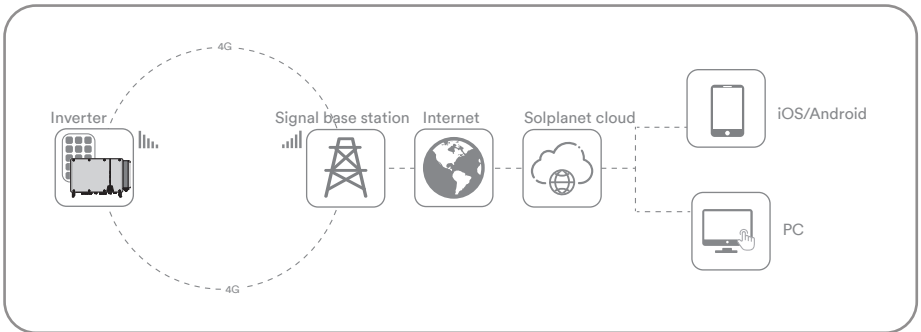 4G
Inverter
Signal base station
Internet
Solplanet cloud
iOS/Android
PC
4G